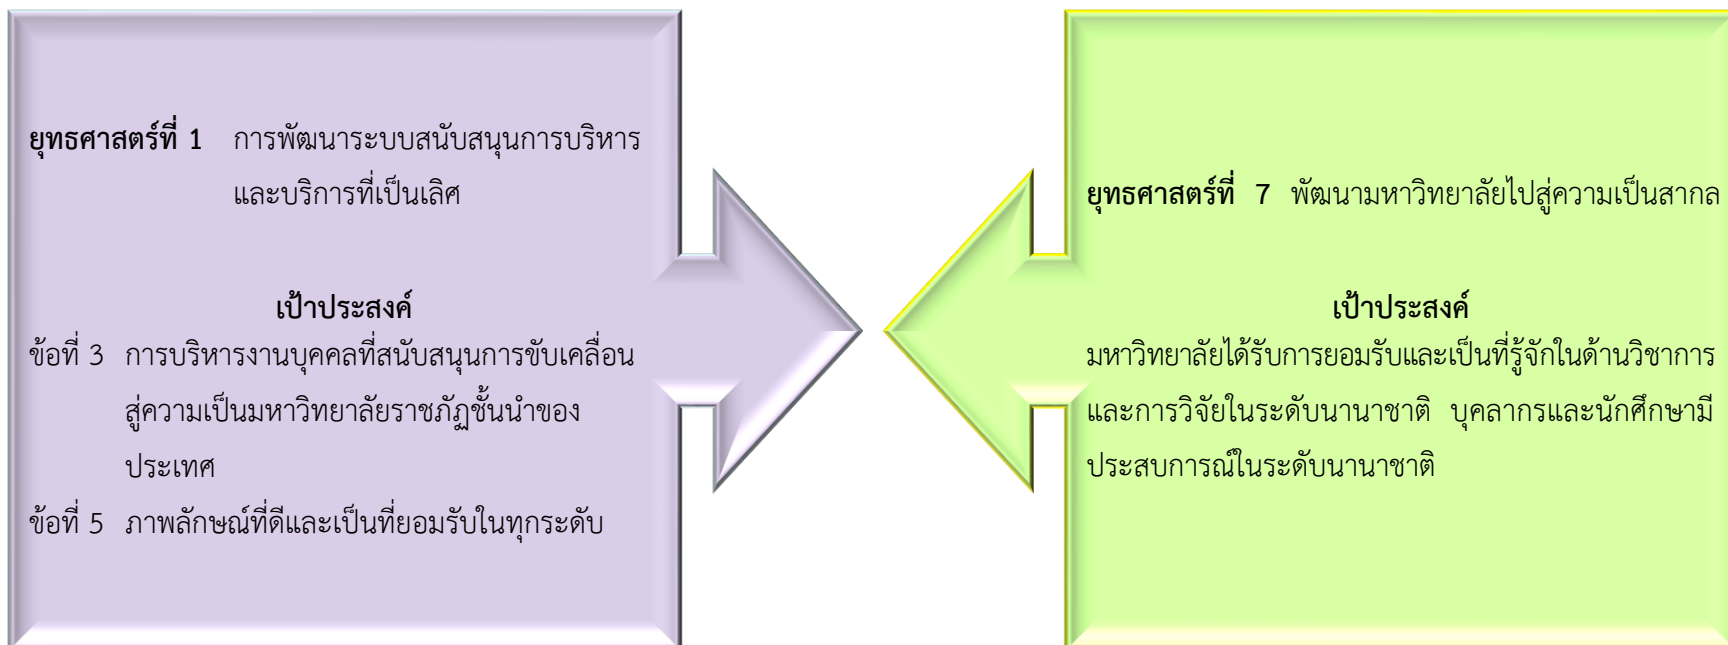 ยุทธศาสตร์ที่ 1 การพัฒนาระบบสนับสนุนการบริหาร
และบริการที่เป็นเลิศ
เป้าประสงค์
ข้อที่ 3 การบริหารงานบุคคลที่สนับสนุนการขับเคลื่อน
สู่ความเป็นมหาวิทยาลัยราชภัฏชั้นนำของ
ประเทศ
ข้อที่ 5 ภาพลักษณ์ที่ดีและเป็นที่ยอมรับในทุกระดับ
ยุทธศาสตร์ที่ 7 พัฒนามหาวิทยาลัยไปสู่ความเป็นสากล
เป้าประสงค์
มหาวิทยาลัยได้รับการยอมรับและเป็นที่รู้จักในด้านวิชาการ
และการวิจัยในระดับนานาชาติ บุคลากรและนักศึกษามี
ประสบการณ์ในระดับนานาชาติ